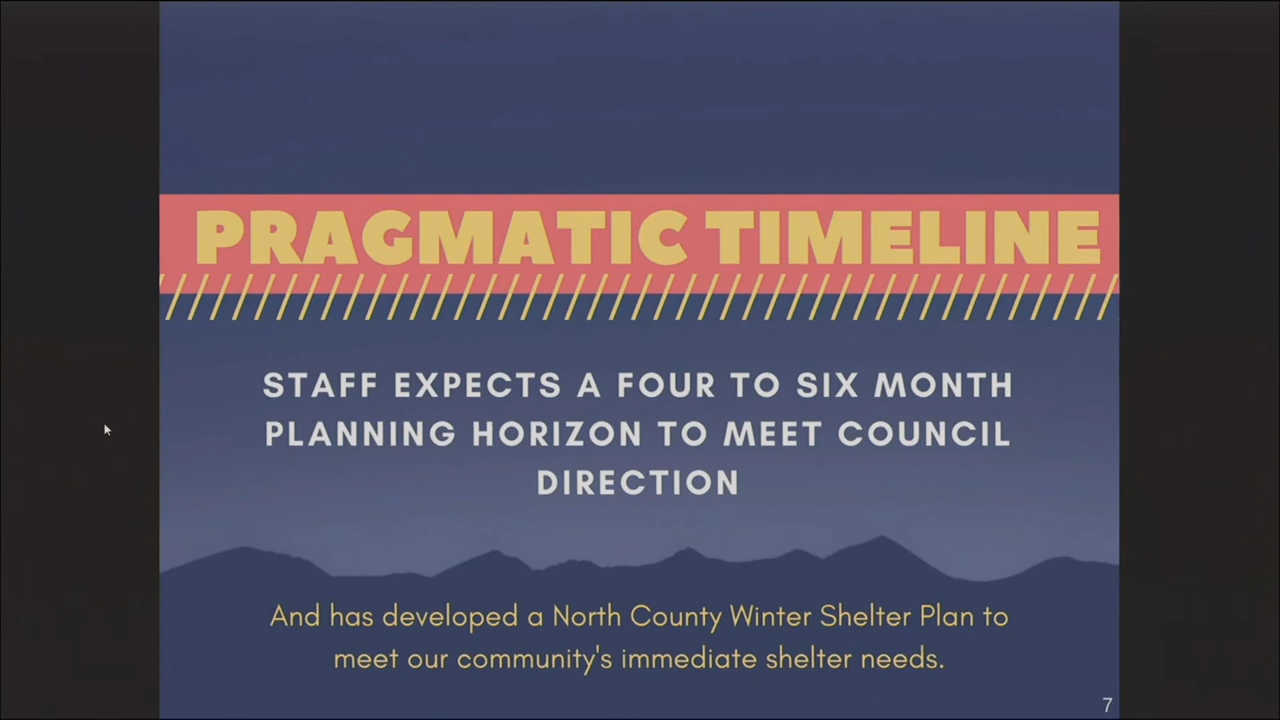 PRAGMATIC TIMELINE
STAFF EXPECTS A FOUR TO SIX MONTH
PLANNING HORIZON TO MEET COUNCIL
DIRECTION
And has developed a North County Winter Shelter Plan to
meet our community's immediate shelter needs.
7